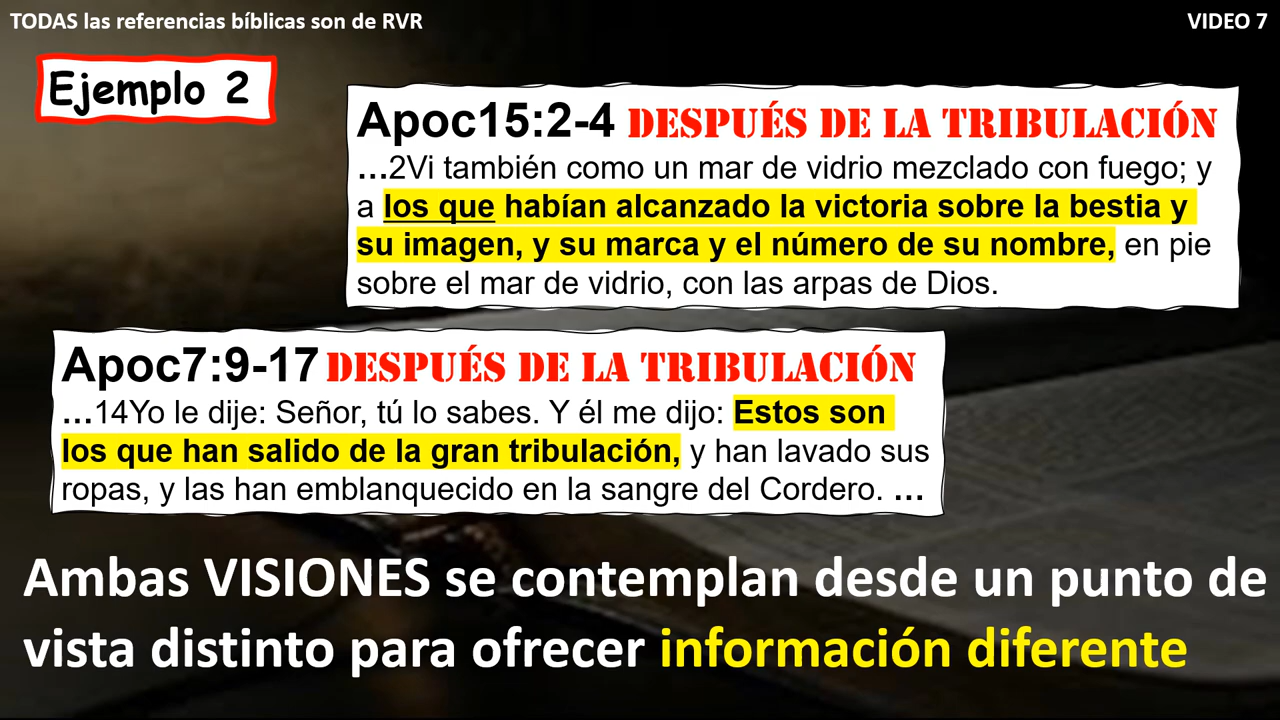 TODAS las referencias bíblicas son de RVR
VIDEO 7
Ejemplo 2
Apoc15:2-4 DESPUÉS DE LA TRIBULACIÓN
...2Vi también como un mar de vidrio mezclado con fuego; y
a los que habían alcanzado la victoria sobre la bestia y
su imagen, y su marca y el número de su nombre, en pie
sobre el mar de vidrio, con las arpas de Dios.
Apoc7:9-17 DESPUÉS DE LA TRIBULACIÓN
...14Yo le dije: Señor, tú lo sabes. Y él me dijo: Estos son
los que han salido de la gran tribulación, y han lavado sus
ropas, y las han emblanquecido en la sangre del Cordero. ...
Ambas VISIONES se contemplan desde un punto de
vista distinto para ofrecer información diferente